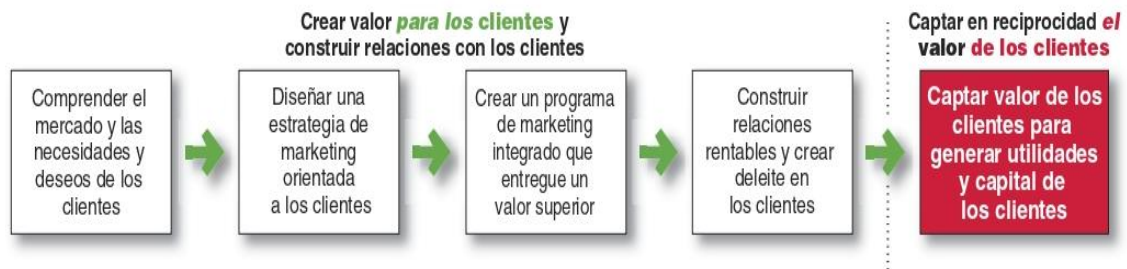 Crear valor para los clientes y
construir relaciones con los clientes
Captar en reciprocidad el
valor de los clientes
Comprender el
mercado y las
necesidades y
deseos de los
clientes
Diseñar una
estrategia de
marketing
orientada
a los clientes
Crear un programa
de marketing
integrado que
entregue un
valor superior
Construir
relaciones
rentables y crear
deleite en
los clientes
Captar valor de los
clientes para
generar utilidades
y capital de
los clientes